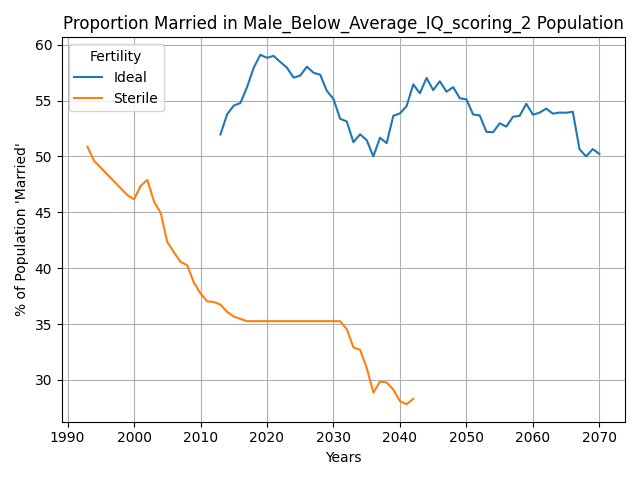 Proportion Married in Male_Below_Average_IQ_scoring_2 Population
Fertility
Ideal
Sterile
60
55
50
45
40
35
30
% of Population 'Married'
1990 2000 2010 2020 2030 2040 2050 2060 2070
Years